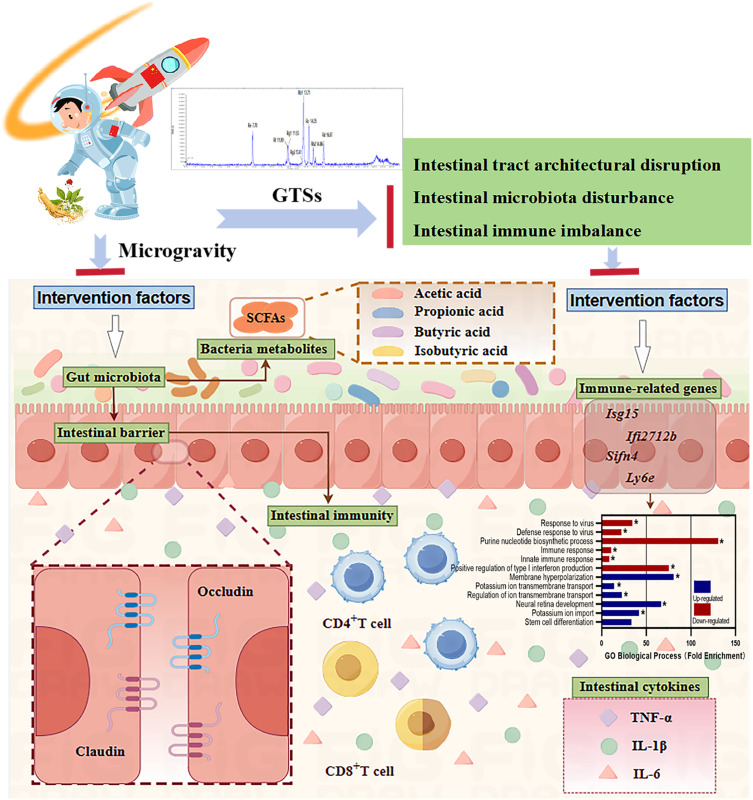 GTSs
Microgravity
Intestinal tract architectural disruption
Intestinal microbiota disturbance
Intestinal immune imbalance
Intervention factors
SCFAs
Bacteria metabolites
Acetic acid
Propionic acid
Butyric acid
Isobutyric acid
Intervention factors
Gut microbiota
Immune-related genes
Isg15
Ifi2712b
Sifn4
Ly6e
Intestinal barrier
Intestinal immunity
Occludin
Claudin
CD4+T cell
CD8+T cell
Response to virus
Defense response to virus
Purine nucleotide biosynthetic process
Immune response
Innate immune response
Positive regulation of type I interferon production
Membrane hyperpolarization
Potassium ion transmembrane transport
Regulation of ion transmembrane transport
Neural retina development
Potassium ion import
Stem cell differentiation
Up-regulated
Down-regulated
0 50 100 150
GO Biological Process (Fold Enrichment)
Intestinal cytokines
TNF-α
IL-1β
IL-6